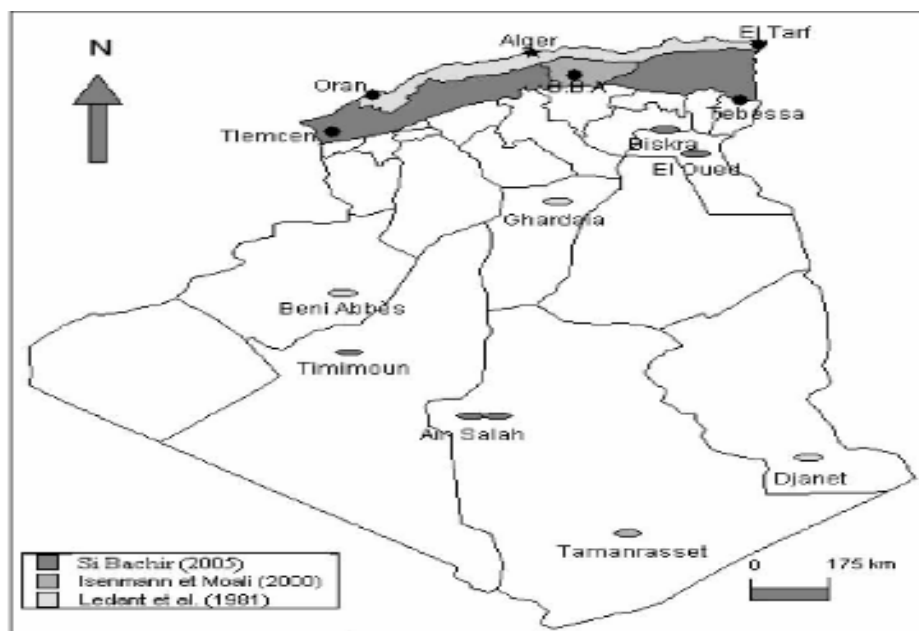 N
Alger
El Tarf
Oran
B.B.A
Tlemcen
Tebessa
Biskra
El Oued
Ghardaia
Beni Abbès
Timimoun
Ain Salah
Djanet
Tamanrasset
Si Bachir (2005)
Isenmann et Moali (2000)
Ledant et al. (1981)
0 175 km